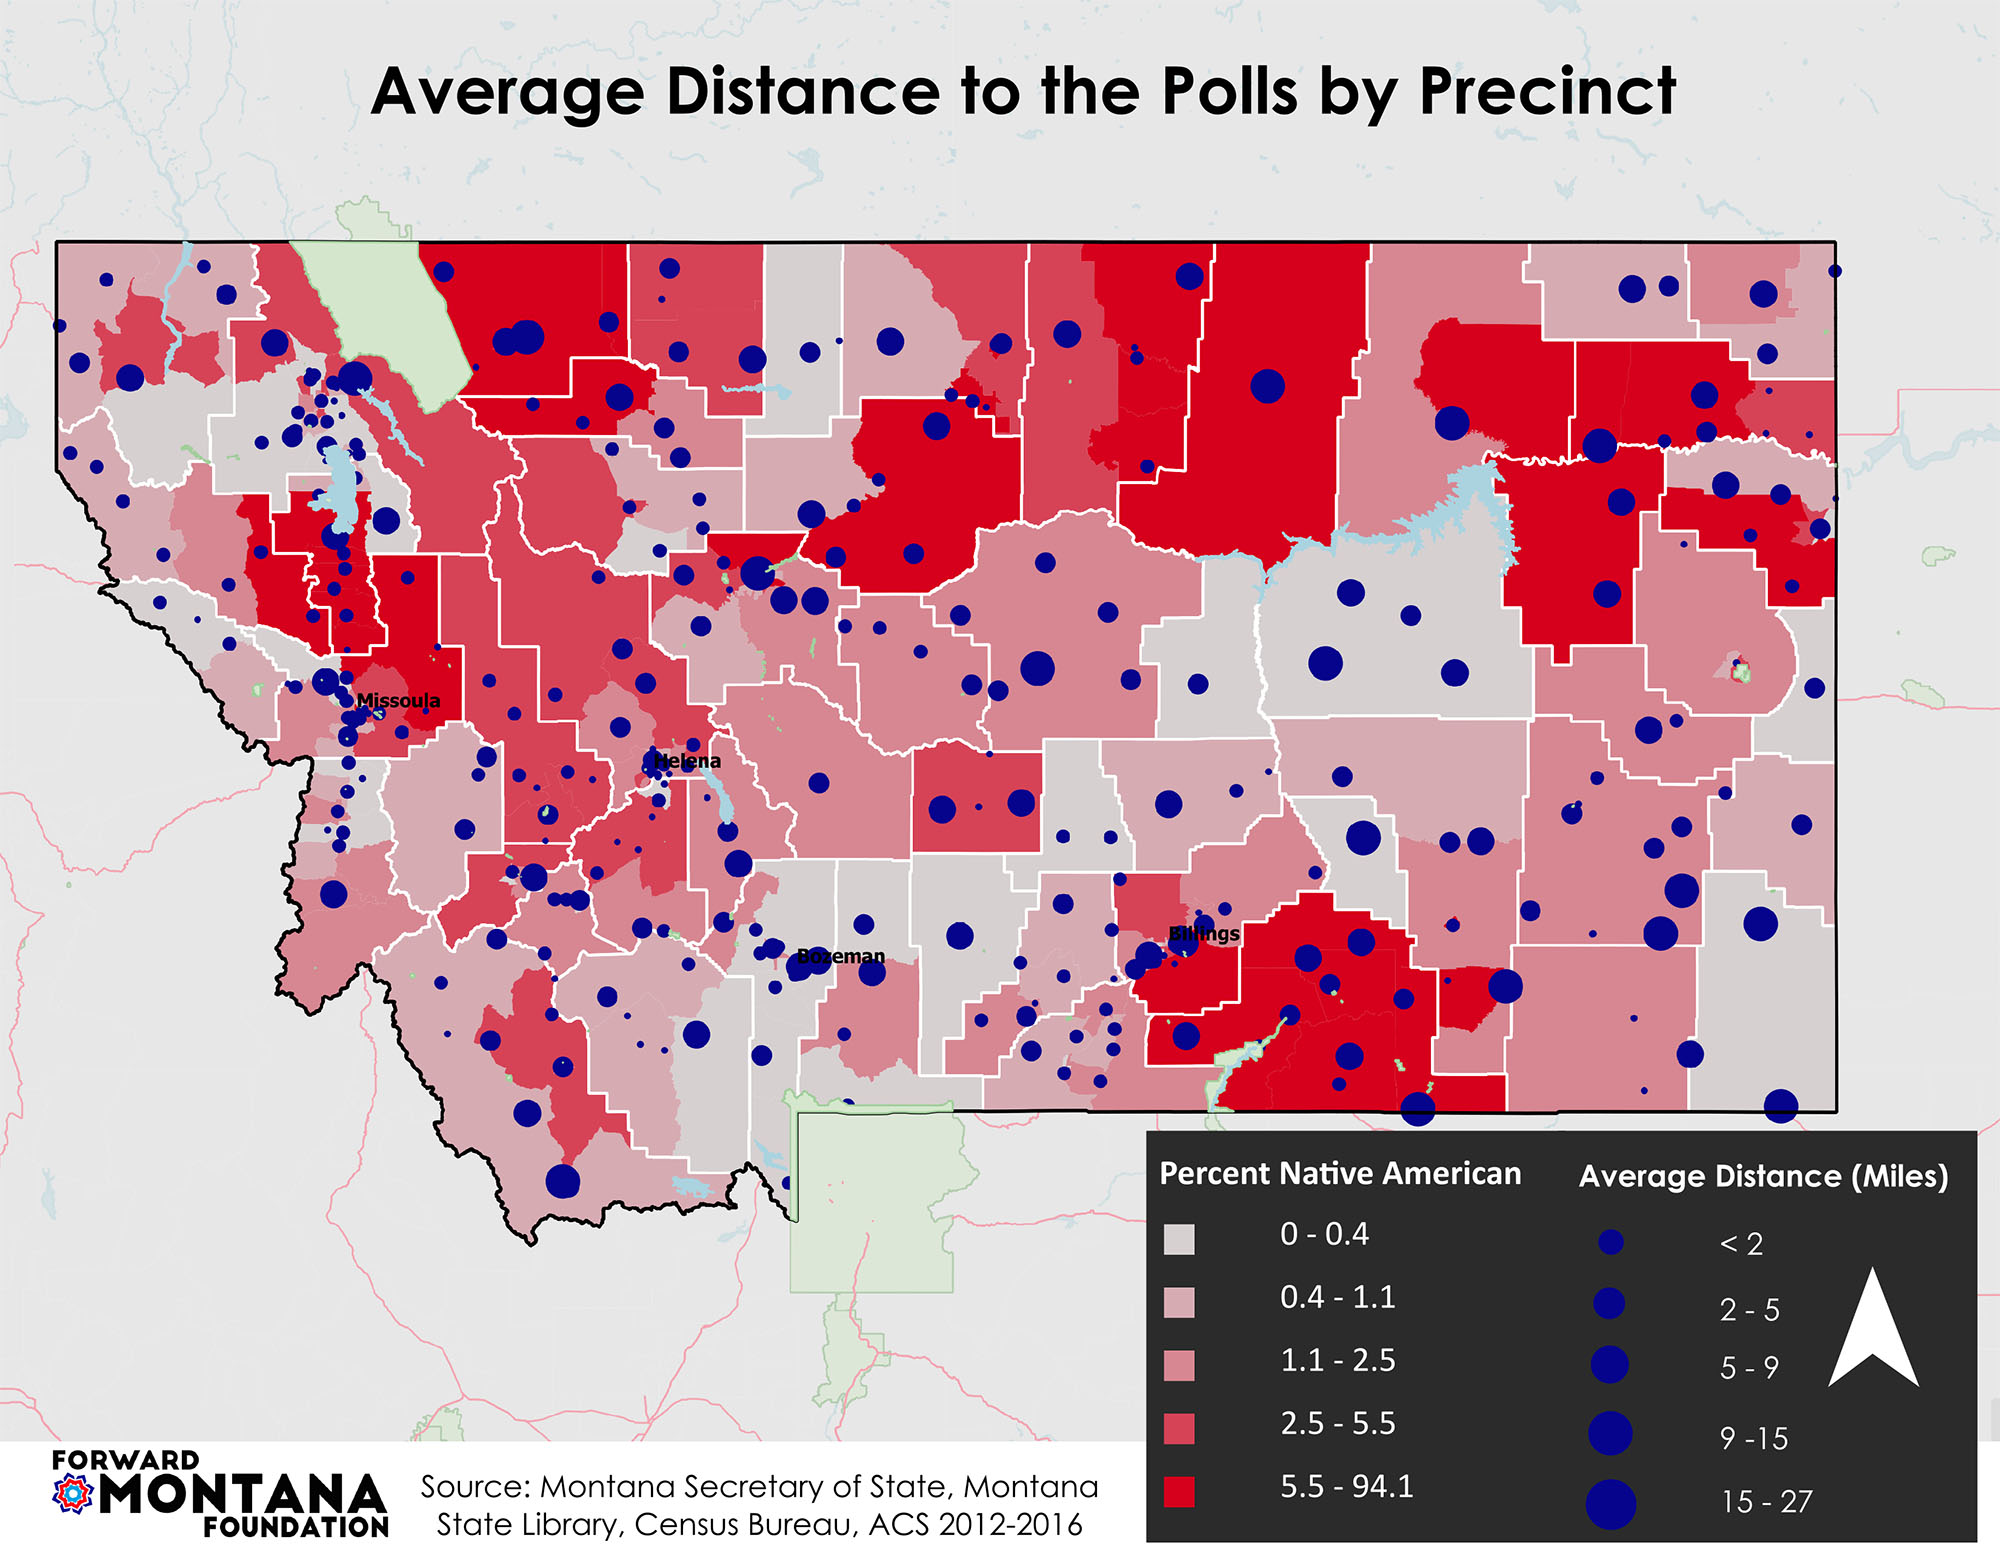 Average Distance to the Polls by Precinct
Missoula
Helena
Billings
Bozeman
Percent Native American
0 - 0.4
0.4 - 1.1
1.1 - 2.5
2.5 - 5.5
5.5 - 94.1
Average Distance (Miles)
< 2
2 - 5
5 - 9
9 -15
15 - 27
FORWARD
MONTANA
FOUNDATION
Source: Montana Secretary of State, Montana
State Library, Census Bureau, ACS 2012-2016